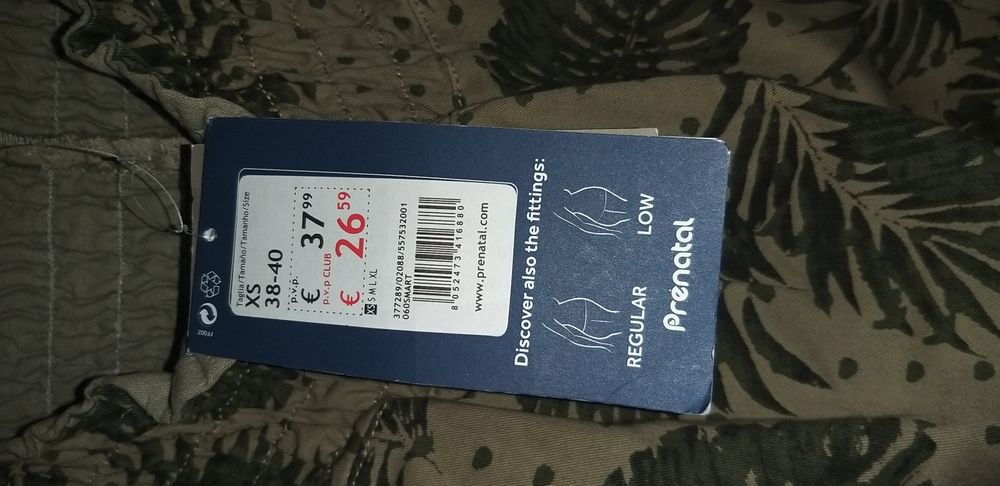 Taglia/Tamaño/Tamanho/Size
XS
38-40
p.v.p.
€ 37 99
p.v.p CLUB
€ 26 59
XS S M L XL
377289/02088/557532001
060SMART
8 052473 416880
www.prenatal.com
Discover also the fittings:
REGULAR
LOW
Prenatal
FF002